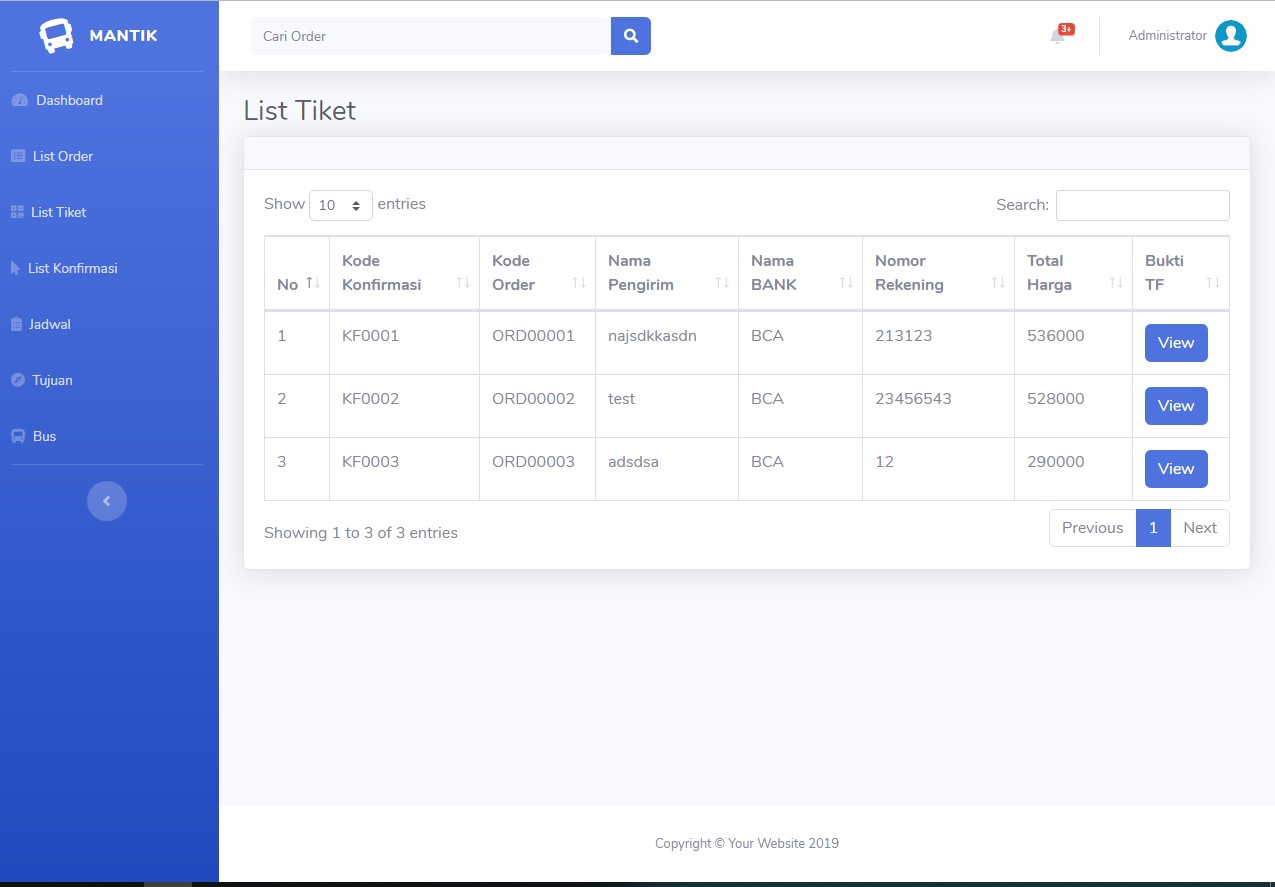 MANTIK
Cari Order
3+
Administrator
Dashboard
List Order
List Tiket
List Konfirmasi
Jadwal
Tujuan
Bus
List Tiket
Show 10 entries
Search:
No Kode Konfirmasi Kode Order Nama Pengirim Nama BANK Nomor Rekening Total Harga Bukti TF
1 KF0001 ORD00001 najsdkkasdn BCA 213123 536000 View
2 KF0002 ORD00002 test BCA 23456543 528000 View
3 KF0003 ORD00003 adsdsa BCA 12 290000 View
Showing 1 to 3 of 3 entries
Previous 1 Next
Copyright © Your Website 2019